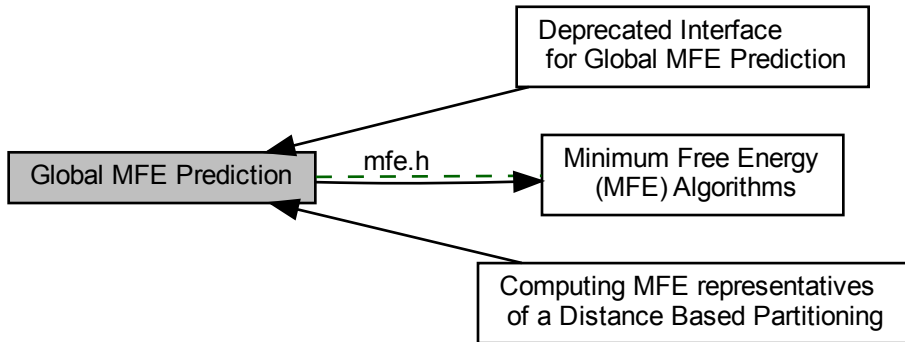 Deprecated Interface
for Global MFE Prediction
Global MFE Prediction
mfe.h
Minimum Free Energy
(MFE) Algorithms
Computing MFE representatives
of a Distance Based Partitioning